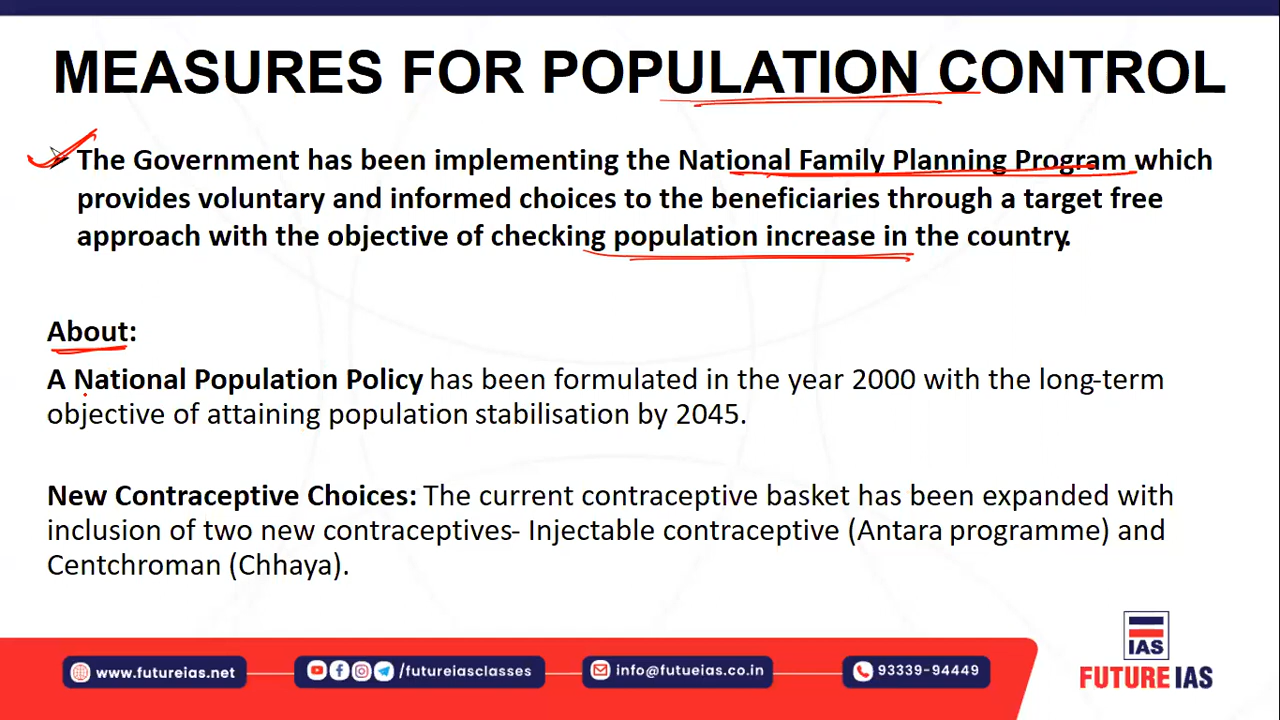 MEASURES FOR POPULATION CONTROL
The Government has been implementing the National Family Planning Program which
provides voluntary and informed choices to the beneficiaries through a target free
approach with the objective of checking population increase in the country.
About:
A National Population Policy has been formulated in the year 2000 with the long-term
objective of attaining population stabilisation by 2045.
New Contraceptive Choices: The current contraceptive basket has been expanded with
inclusion of two new contraceptives- Injectable contraceptive (Antara programme) and
Centchroman (Chhaya).
IAS
www.futureias.net
/futureiasclasses
info@futueias.co.in
93339-94449
FUTURE IAS